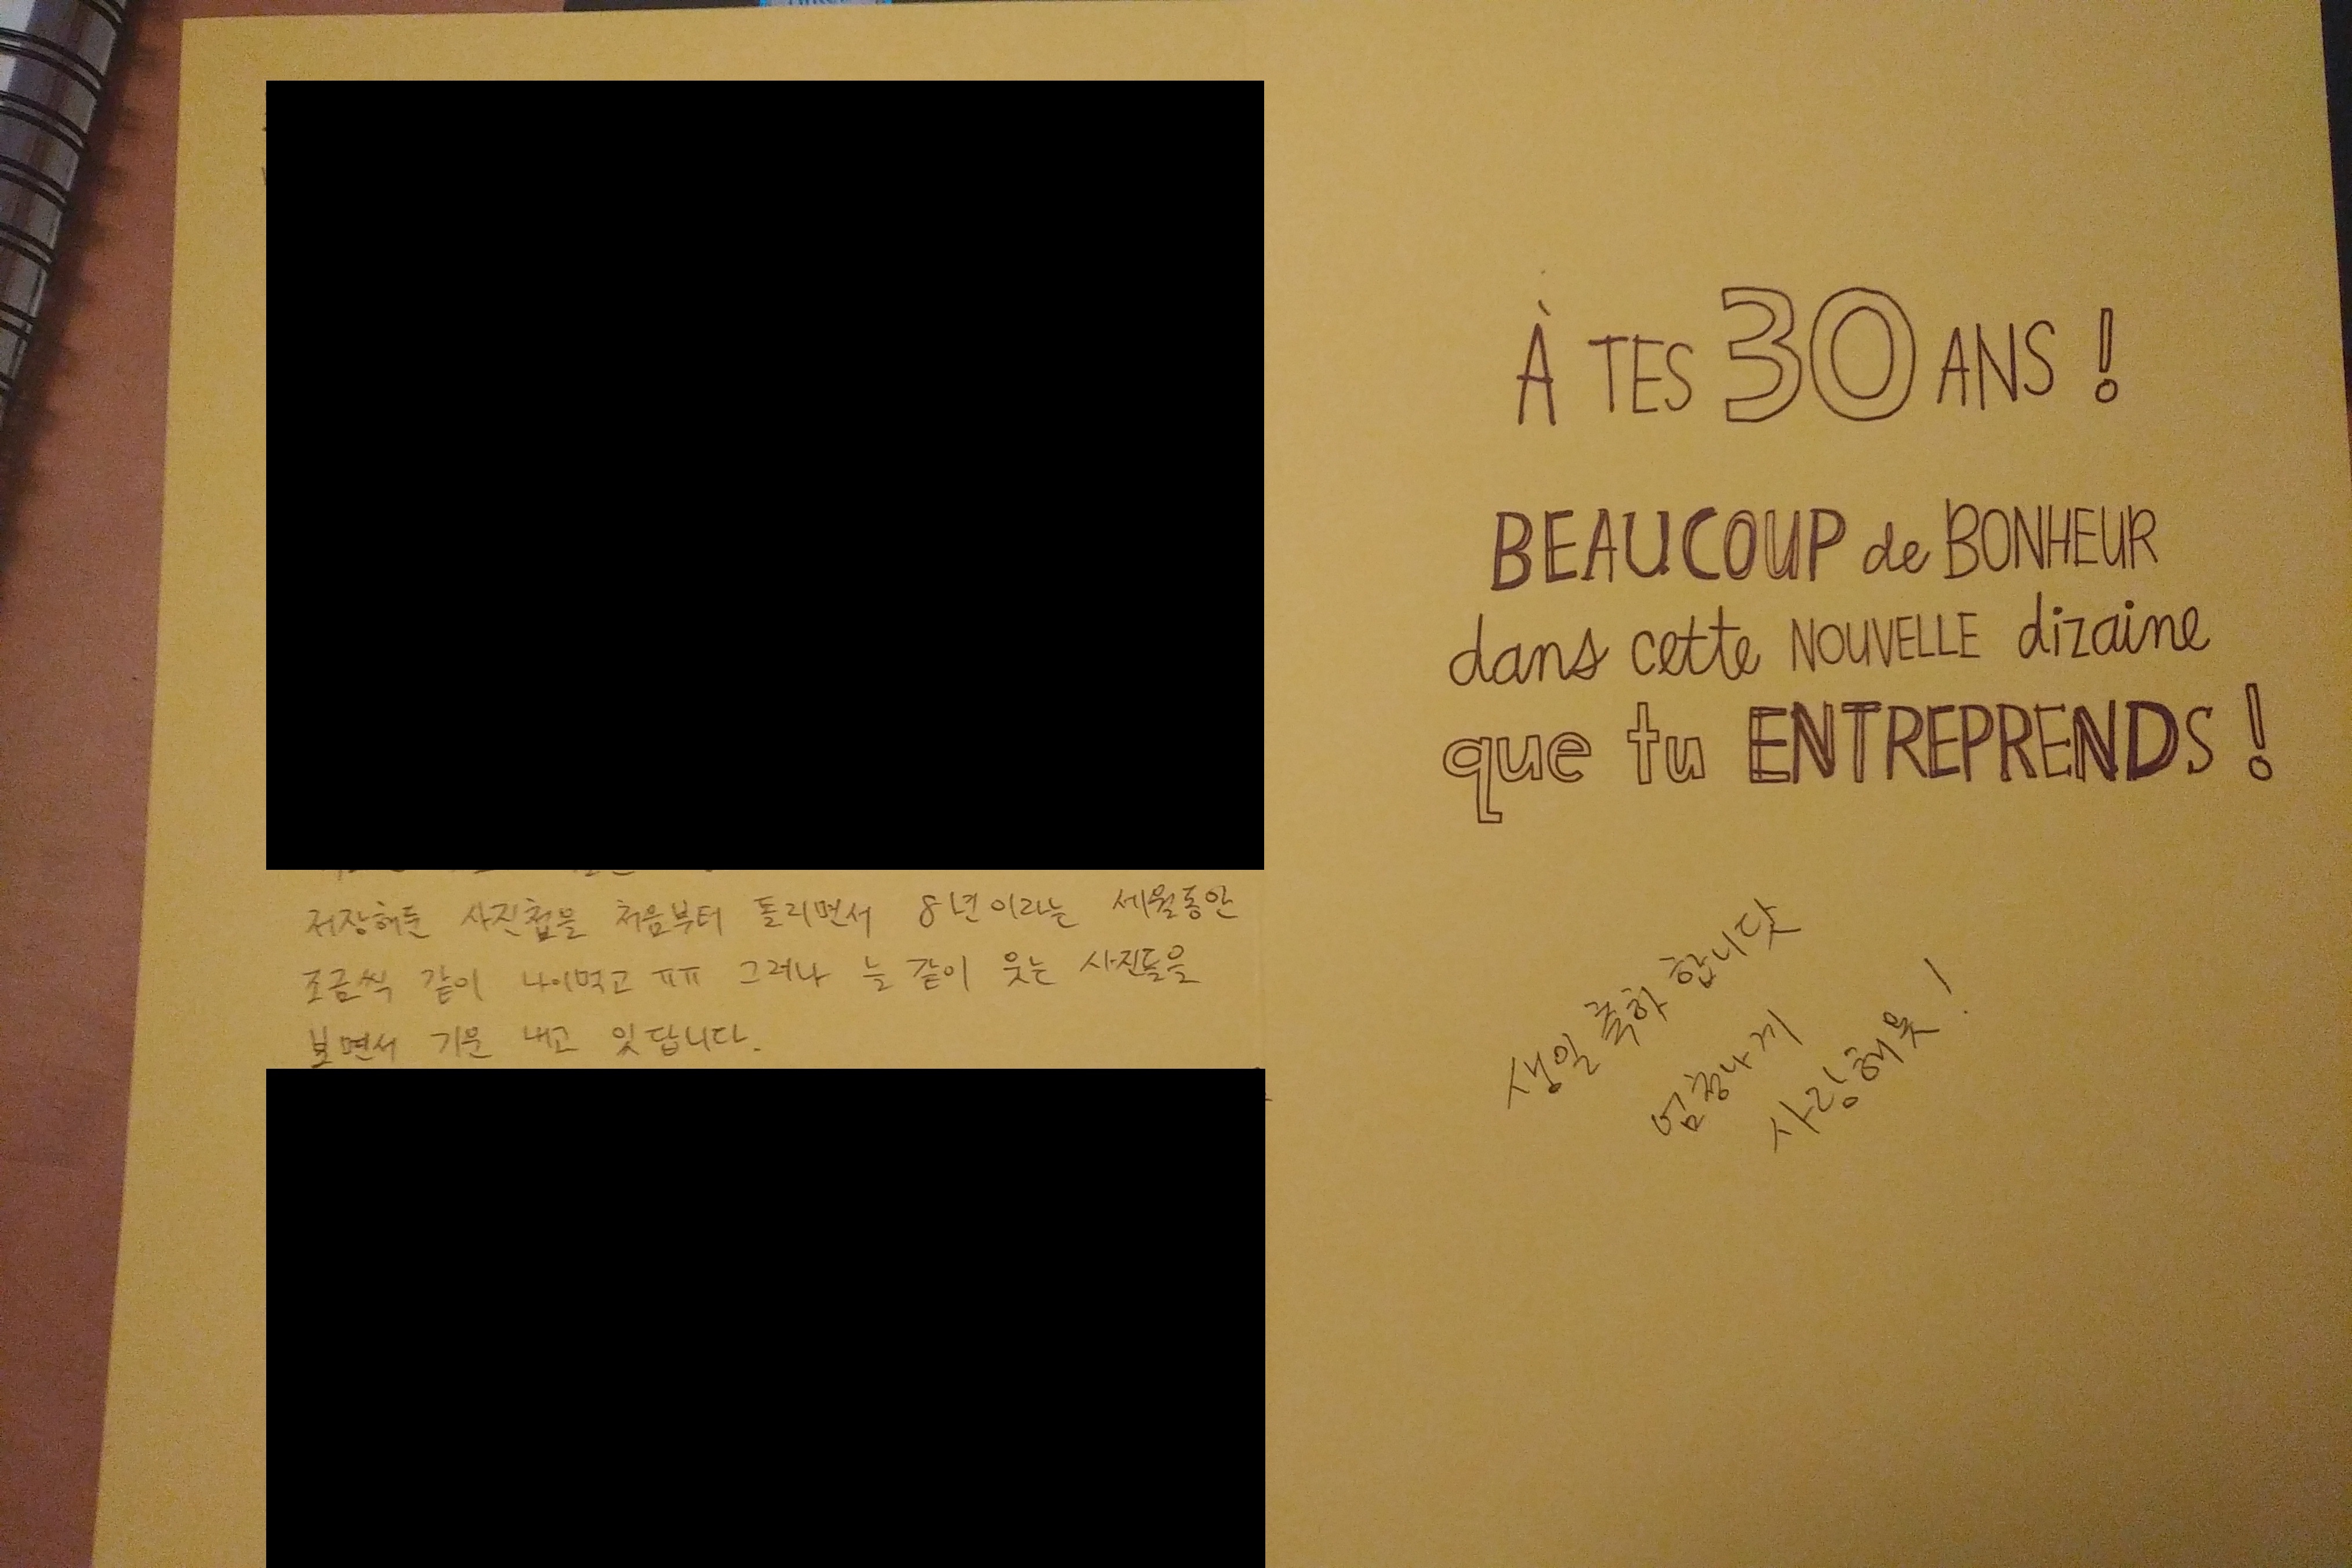 저장해둔 사진첩을 처음부터 돌리면서 8년이라는 세월동안
조금씩 같이 나이먹고 ㅠㅠ 그러나 늘 같이 웃는 사진들을
보면서 기운 내고 있답니다.
À TES 30 ANS !
BEAUCOUP de BONHEUR
dans cette NOUVELLE dizaine
que tu ENTREPRENDS !
생일 축하 합니닷
엄청나게
사랑해욧!